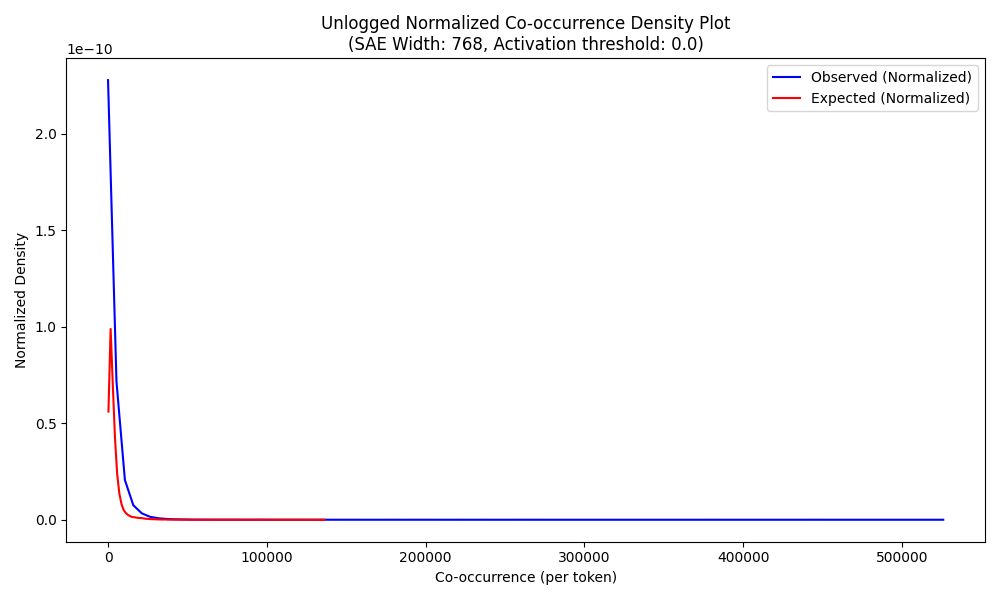 Unlogged Normalized Co-occurrence Density Plot
(SAE Width: 768, Activation threshold: 0.0)
1e−10
Observed (Normalized)
Expected (Normalized)
Normalized Density
2.0
1.5
1.0
0.5
0.0
0 100000 200000 300000 400000 500000
Co-occurrence (per token)